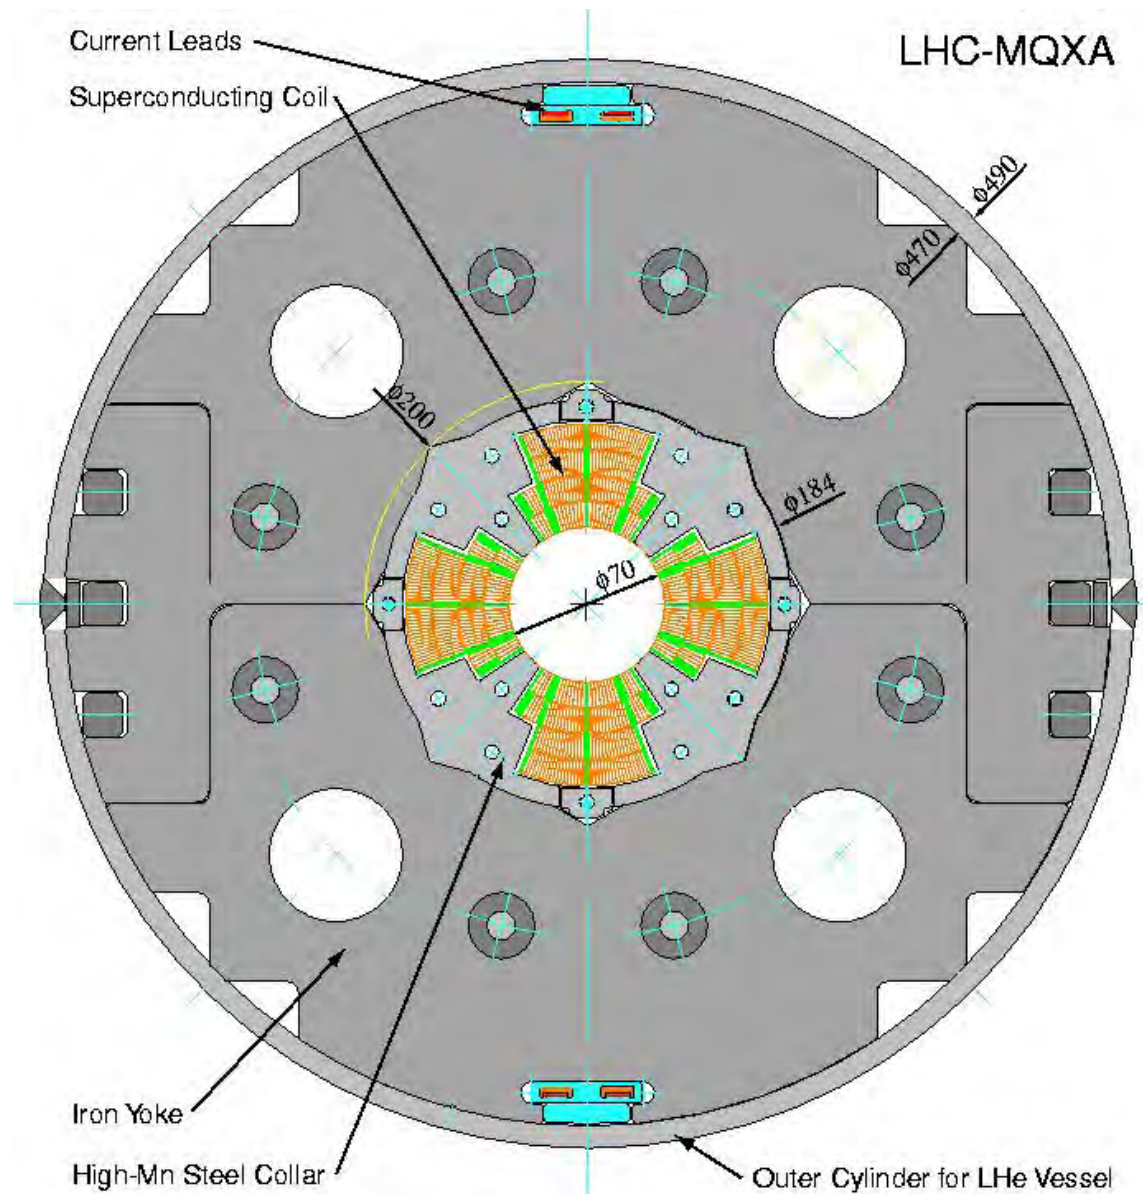 Current Leads
LHC-MQXA
Superconducting Coil
ϕ490
ϕ470
ϕ200
ϕ184
ϕ70
Iron Yoke
High-Mn Steel Collar
Outer Cylinder for LHe Vessel